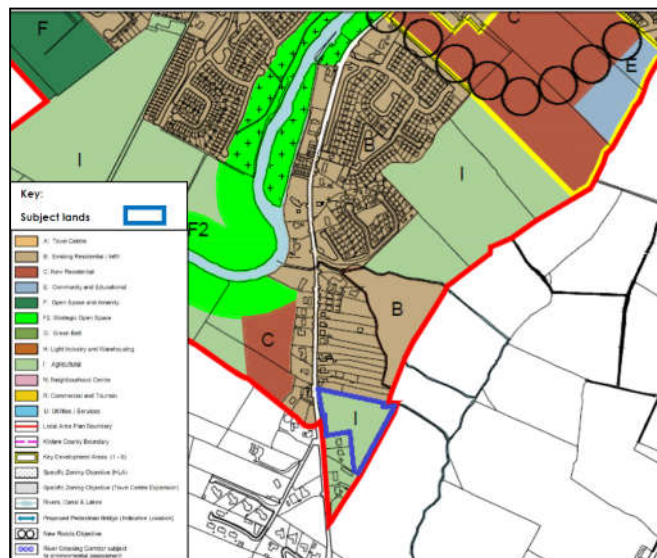 F
C
E
I
B
I
F2
B
C
I
Key:
Subject lands
A: Town Centre
B: Existing Residential / Infill
C: New Residential
E: Community and Educational
F: Open Space and Amenity
F2: Strategic Open Space
G: Green Belt
H: Light Industry and Warehousing
I: Agricultural
N: Neighbourhood Centre
R: Commercial and Tourism
U: Utilities / Services
Local Area Plan Boundary
Kildare County Boundary
Key Development Areas (1 - 5)
Specific Zoning Objective (HLA)
Specific Zoning Objective (Town Centre Expansion)
Rivers, Canal & Lakes
Proposed Pedestrian Bridge (Indicative Location)
New Roads Objective
River Crossing Corridor subject
to environmental assessment